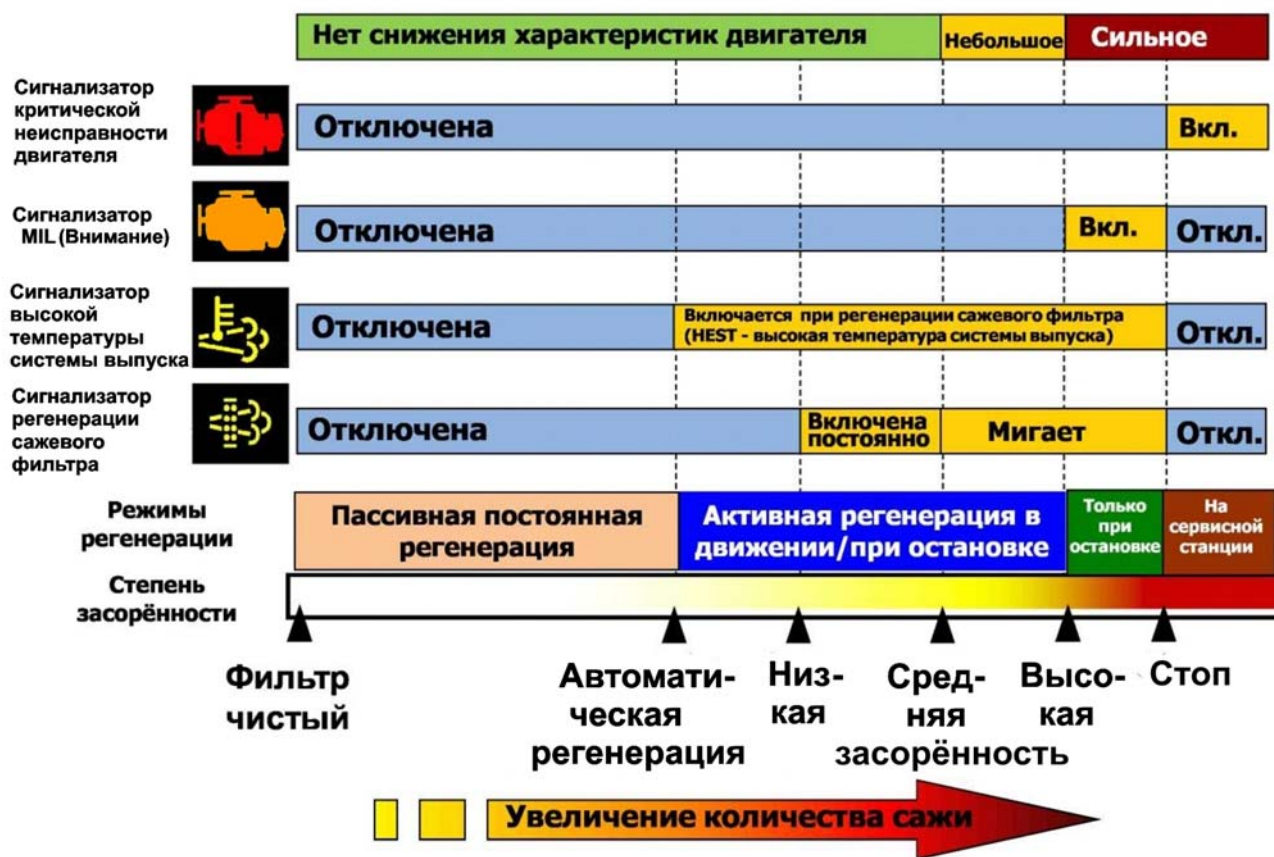 Нет снижения характеристик двигателя
Небольшое
Сильное
Сигнализатор
критической
неисправности
двигателя
Отключена
Вкл.
Сигнализатор
MIL (Внимание)
Отключена
Вкл.
Откл.
Сигнализатор
высокой
температуры
системы выпуска
Отключена
Включается при регенерации сажевого фильтра
(HEST - высокая температура системы выпуска)
Откл.
Сигнализатор
регенерации
сажевого
фильтра
Отключена
Включена
постоянно
Мигает
Откл.
Режимы
регенерации
Пассивная постоянная
регенерация
Активная регенерация в
движении/при остановке
Только
при
остановке
На
сервисной
станции
Степень
засорённости
Фильтр
чистый
Автомати-
ческая
регенерация
Низ-
кая
Сред-
няя
засорённость
Высо-
кая
Стоп
Увеличение количества сажи